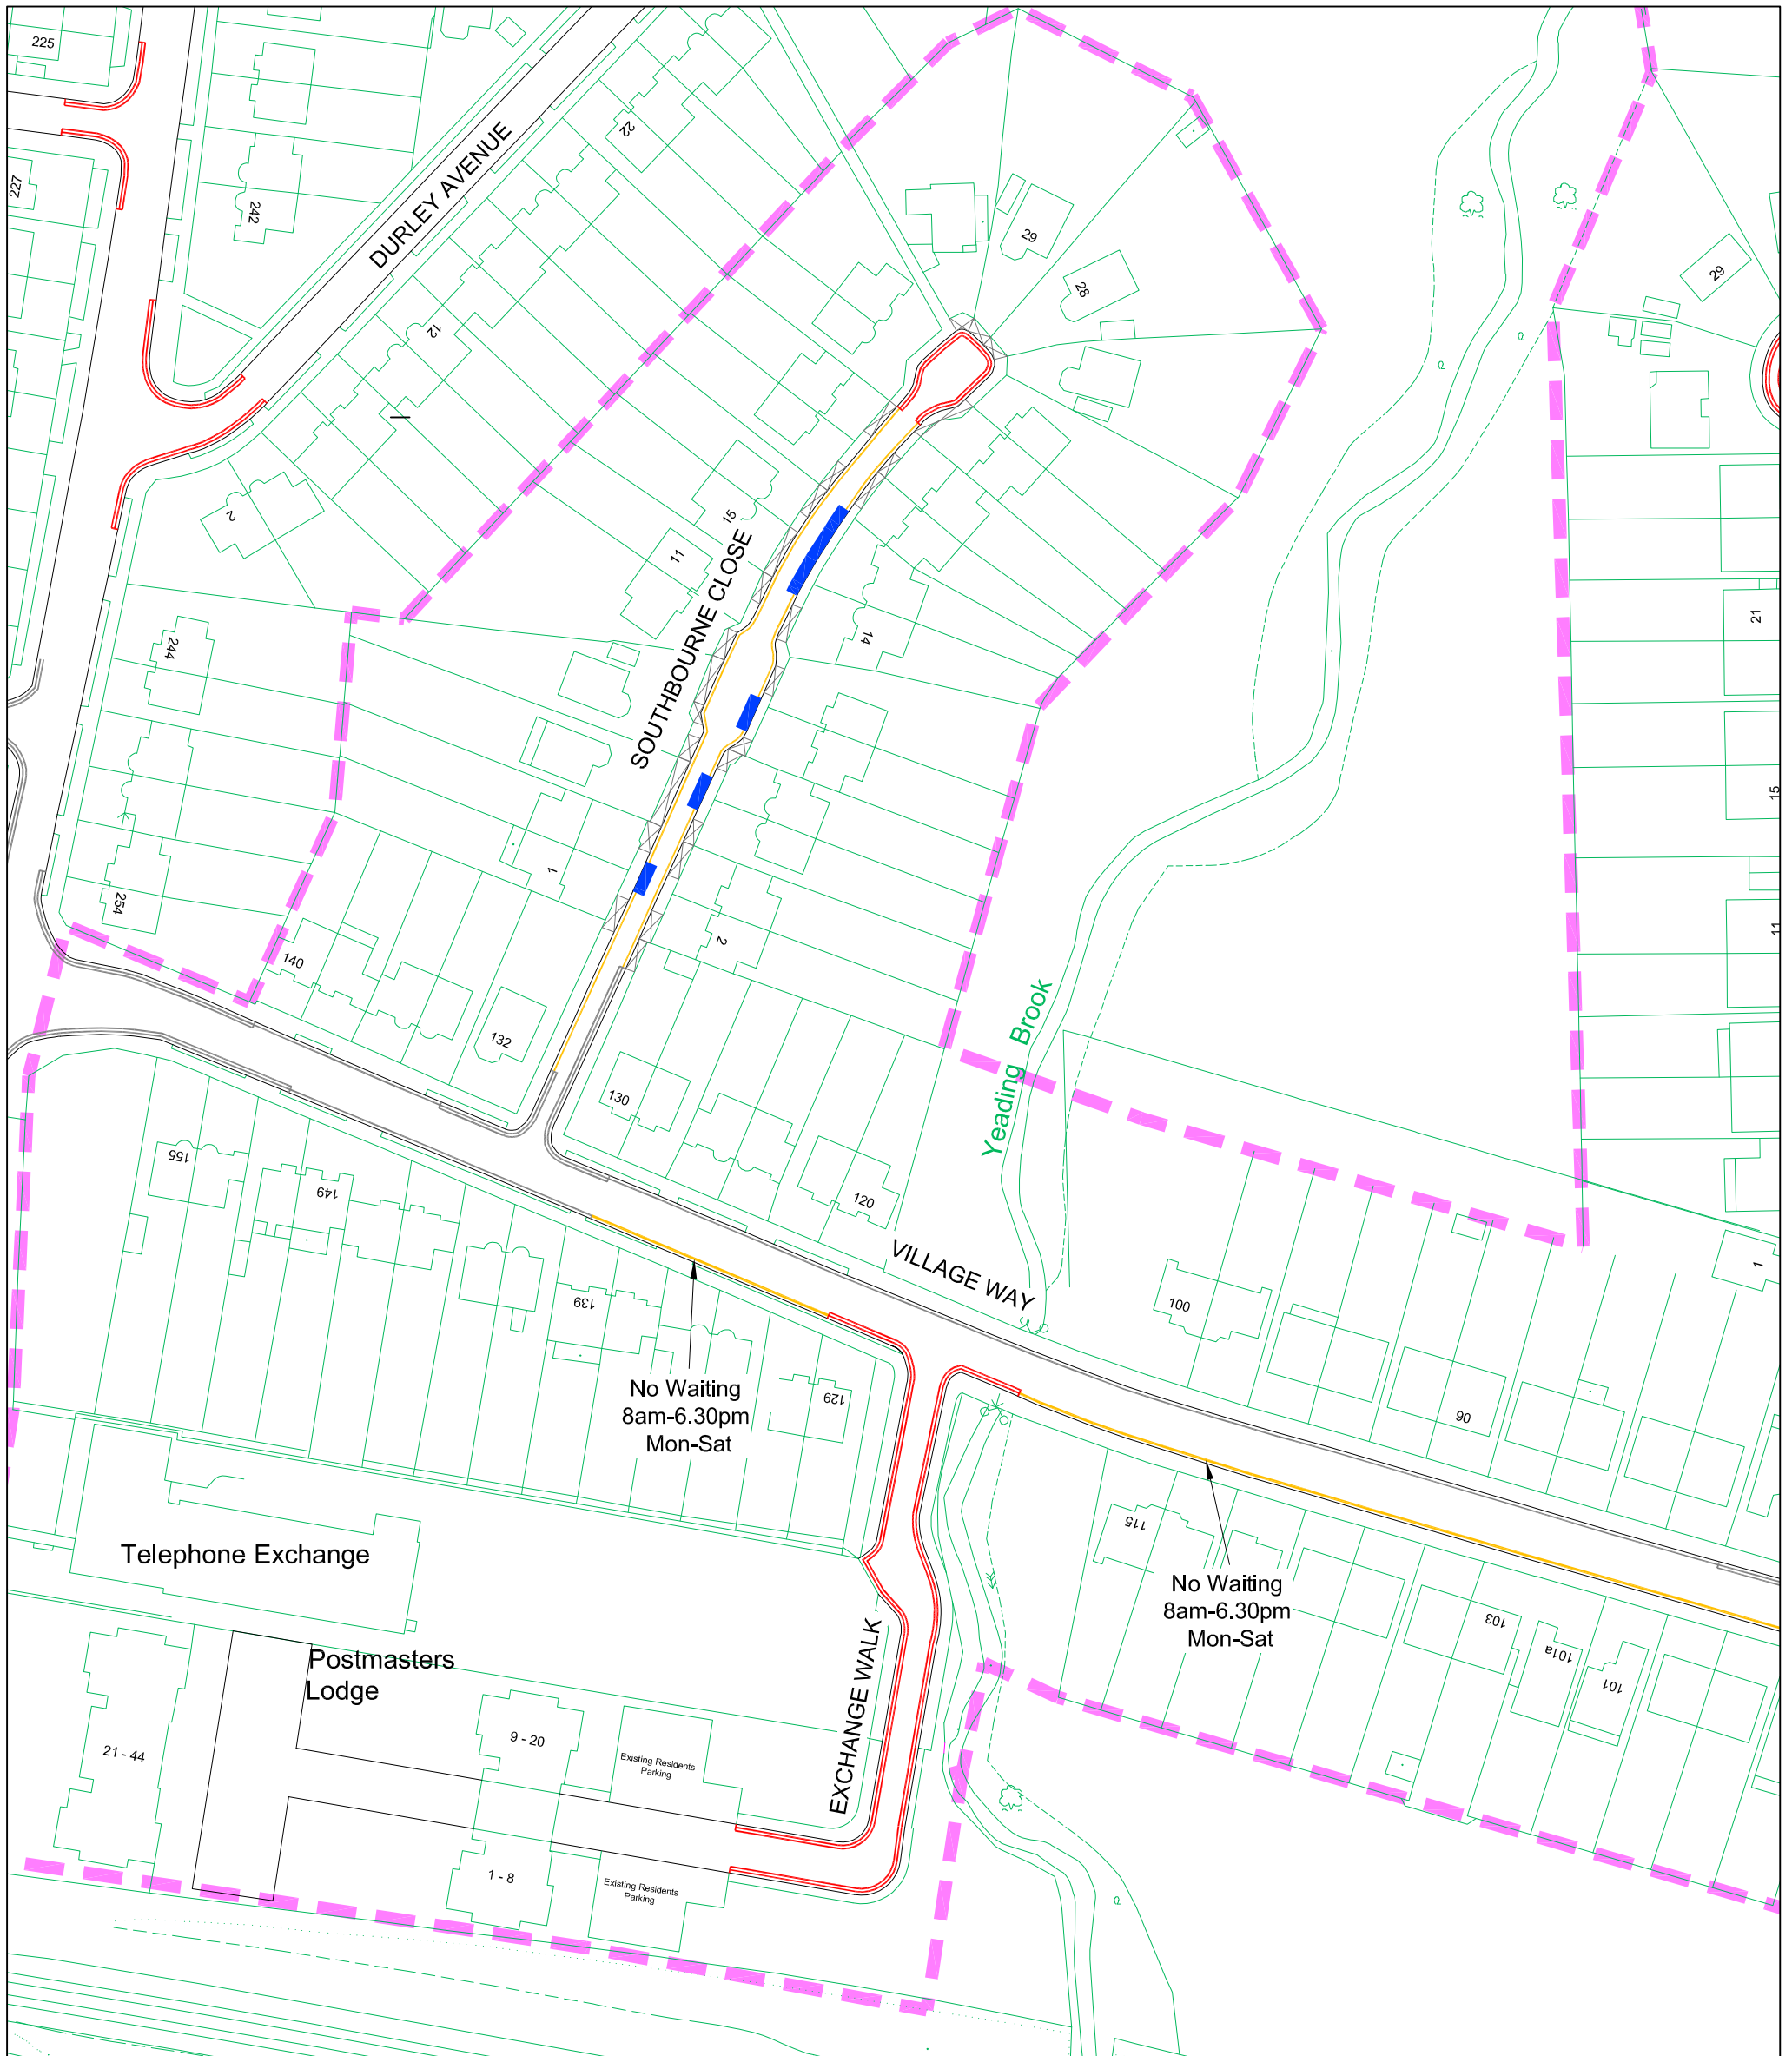 225
227
242
DURLEY AVENUE
22
12
2
29
28
29
15
11
SOUTHBOURNE CLOSE
14
244
254
1
2
140
132
130
120
Yeading Brook
21
15
11
1
155
149
139
129
VILLAGE WAY
100
90
No Waiting
8am-6.30pm
Mon-Sat
No Waiting
8am-6.30pm
Mon-Sat
115
103
101a
101
Telephone Exchange
Postmasters
Lodge
EXCHANGE WALK
21 - 44
9 - 20
1 - 8
Existing Residents
Parking
Existing Residents
Parking